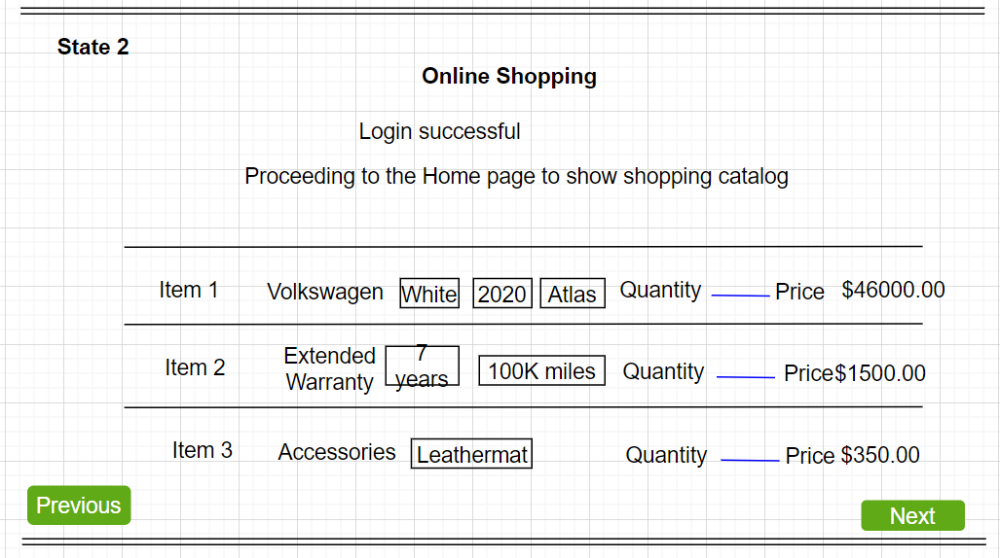 State 2
Online Shopping
Login successful
Proceeding to the Home page to show shopping catalog
Item 1 Volkswagen White 2020 Atlas Quantity Price $46000.00
Item 2 Extended Warranty 7 years 100K miles Quantity Price $1500.00
Item 3 Accessories Leathermat Quantity Price $350.00
Previous
Next